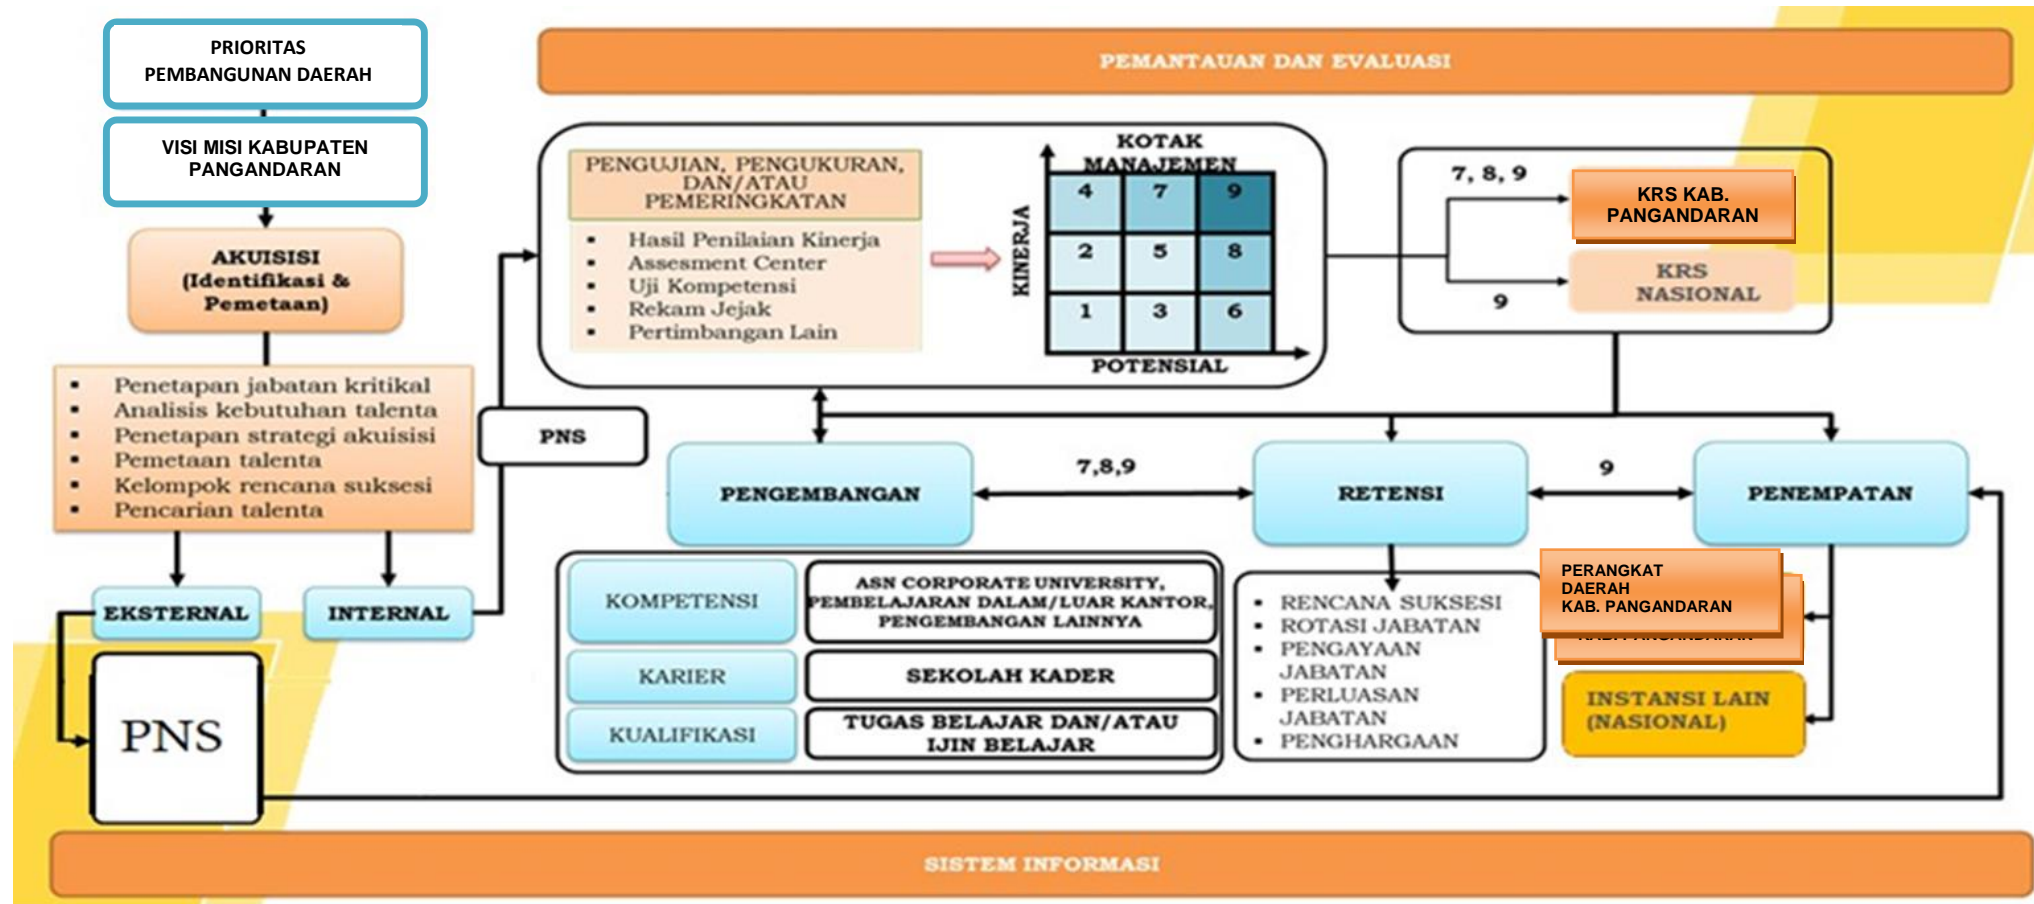 PRIORITAS
PEMBANGUNAN DAERAH
VISI MISI KABUPATEN
PANGANDARAN
AKUISISI
(Identifikasi &
Pemetaan)
▪ Penetapan jabatan kritikal
▪ Analisis kebutuhan talenta
▪ Penetapan strategi akuisisi
▪ Pemetaan talenta
▪ Kelompok rencana suksesi
▪ Pencarian talenta
EKSTERNAL
INTERNAL
PNS
PNS
PEMANTAUAN DAN EVALUASI
PENGUJIAN, PENGUKURAN,
DAN/ATAU
PEMERINGKATAN
▪ Hasil Penilaian Kinerja
▪ Assesment Center
▪ Uji Kompetensi
▪ Rekam Jejak
▪ Pertimbangan Lain
KOTAK
MANAJEMEN
KINERJA
4 7 9
2 5 8
1 3 6
POTENSIAL
7, 8, 9
KRS KAB.
PANGANDARAN
9
KRS
NASIONAL
PENGEMBANGAN
7,8,9
RETENSI
9
PENEMPATAN
KOMPETENSI
ASN CORPORATE UNIVERSITY,
PEMBELAJARAN DALAM/LUAR KANTOR,
PENGEMBANGAN LAINNYA
KARIER
SEKOLAH KADER
KUALIFIKASI
TUGAS BELAJAR DAN/ATAU
IJIN BELAJAR
▪ RENCANA SUKSESI
▪ ROTASI JABATAN
▪ PENGAYAAN
JABATAN
▪ PERLUASAN
JABATAN
▪ PENGHARGAAN
PERANGKAT
DAERAH
KAB. PANGANDARAN
INSTANSI LAIN
(NASIONAL)
SISTEM INFORMASI